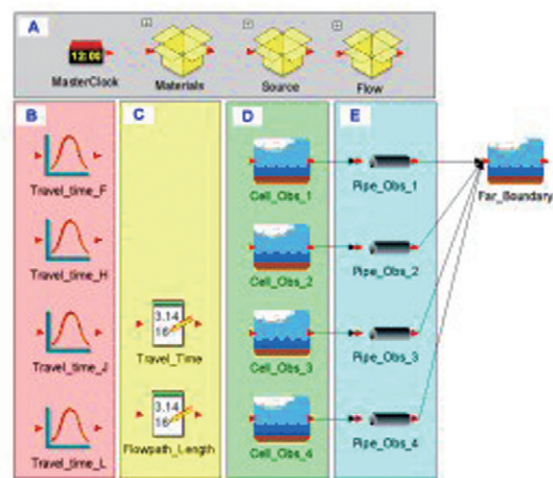 A
12:00
MasterClock
Materials
Source
Flow
B
C
D
E
Travel_time_F
Cell_Obs_1
Pipe_Obs_1
Far_Boundary
Travel_time_H
Cell_Obs_2
Pipe_Obs_2
3.14
16
Travel_time_J
Travel_Time
Cell_Obs_3
Pipe_Obs_3
3.14
16
Travel_time_L
Flowpath_Length
Cell_Obs_4
Pipe_Obs_4